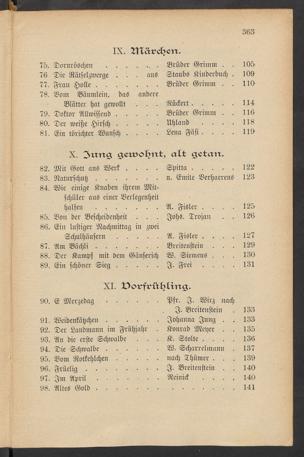 363
IX. Märchen.
75. Dornröschen . . . . . . Brüder Grimm . . 105
76 Die Rätselzwerge . . . aus Staubs Kinderbuch . 109
77. Frau Holle . . . . . . . Brüder Grimm . . 110
78. Vom Bäumlein, das andere
Blätter hat gewollt . . . Rückert . . . . . 114
79. Doktor Allwissend . . . . . Brüder Grimm . . 116
80. Der weiße Hirsch . . . . . Uhland . . . . . 118
81. Ein törichter Wunsch . . . . Lena Fäsi . . . . 119
X. Jung gewohnt, alt getan.
82. Mit Gott ans Werk . . . . Spitta . . . . . 122
83. Naturschutz . . . . . . n. Emile Verhaerens 123
84. Wie einige Knaben ihrem Mit-
schüler aus einer Verlegenheit
halfen . . . . . . A. Fisler . . . . 125
85. Von der Bescheidenheit . . . Johs. Trojan . . 126
86. Ein lustiger Nachmittag in zwei
Schulhäusern . . . . A. Fisler . . . . 127
87. Am Bächli . . . . . . Breitenstein . . . 129
88. Der Kampf mit dem Gänserich W. Siemens . . . 130
89. Ein schöner Sieg . . . . . J. Frei . . . . . 131
XI. Vorfrühling.
90. E Merzedag . . . . . . Pfr. J. Wirz nach
J. Breitenstein . 133
91. Weidenkätzchen . . . . . Johanna Jung . . 133
92. Der Landmann im Frühjahr Konrad Meyer . . 135
93. An die erste Schwalbe . . . K. Stolte . . . . 136
94. Die Schwalbe . . . . . . W. Scharrelmann . 137
95. Vom Rotkehlchen . . . . . nach Thümer . . . 139
96. Früelig . . . . . . . J. Breitenstein . . 140
97. Im April . . . . . . . Reinick . . . . 140
98. Altes Gold . . . . . . . . . . . . . 141